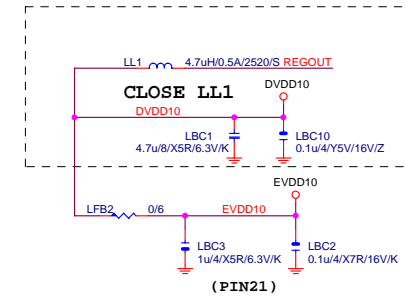 LL1 4.7uH/0.5A/2520/S REGOUT
CLOSE LL1
DVDD10
DVDD10
LBC1
4.7u/8/X5R/6.3V/K
LBC10
0.1u/4/Y5V/16V/Z
EVDD10
LFB2 0/6 EVDD10
LBC3
1u/4/X5R/6.3V/K
LBC2
0.1u/4/X7R/16V/K
(PIN21)